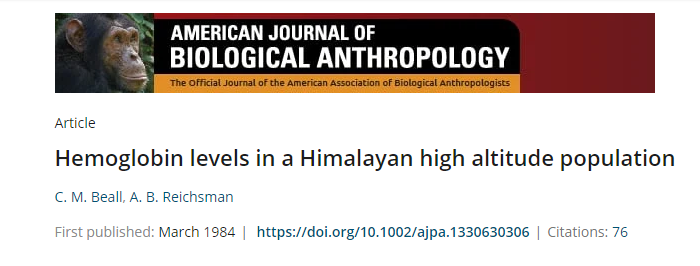 AMERICAN JOURNAL OF
BIOLOGICAL ANTHROPOLOGY
The Official Journal of the American Association of Biological Anthropologists
Article
Hemoglobin levels in a Himalayan high altitude population
C. M. Beall, A. B. Reichsman
First published: March 1984 | https://doi.org/10.1002/ajpa.1330630306 | Citations: 76